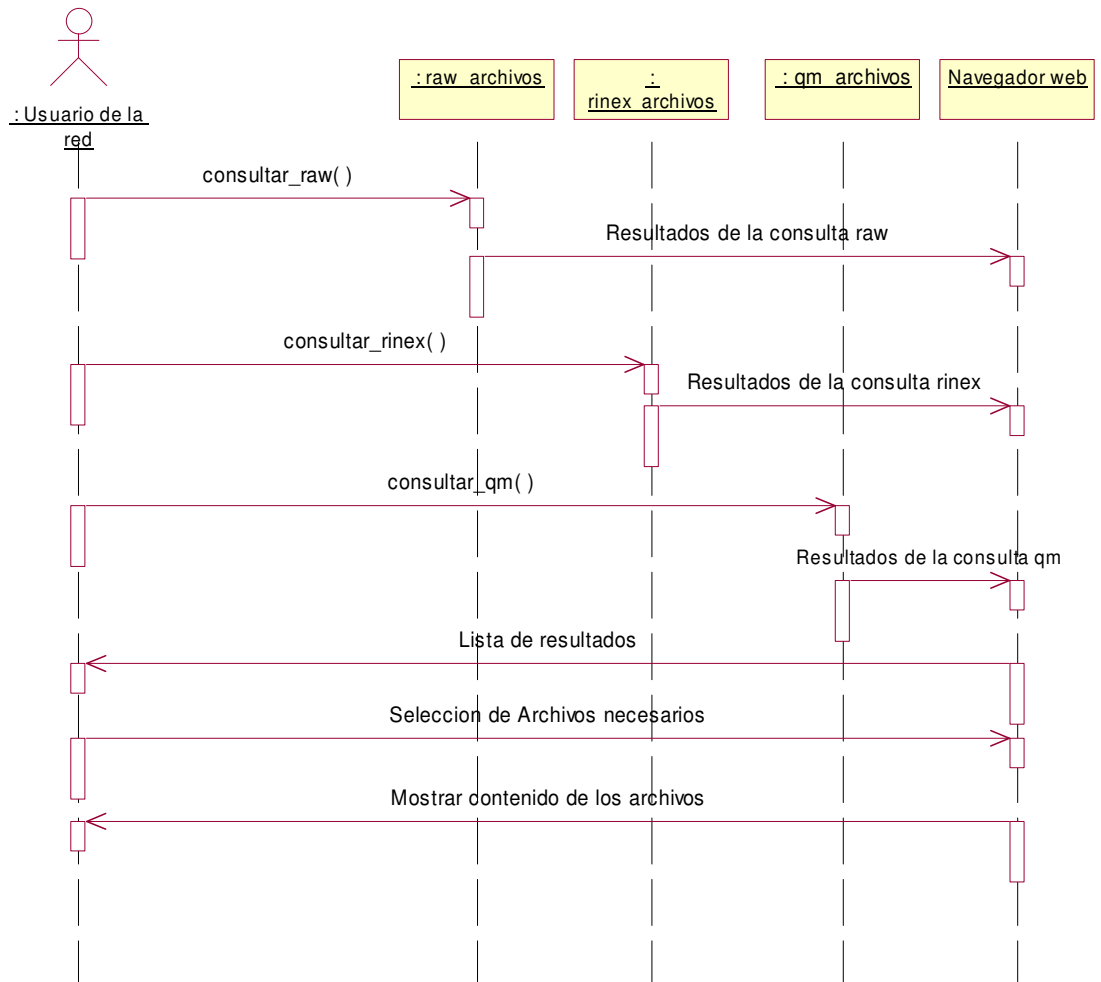 : raw_archivos
:
rinex_archivos
: qm_archivos
Navegador web
: Usuario de la
red
consultar_raw( )
Resultados de la consulta raw
consultar_rinex( )
Resultados de la consulta rinex
consultar_qm( )
Resultados de la consulta qm
Lista de resultados
Seleccion de Archivos necesarios
Mostrar contenido de los archivos